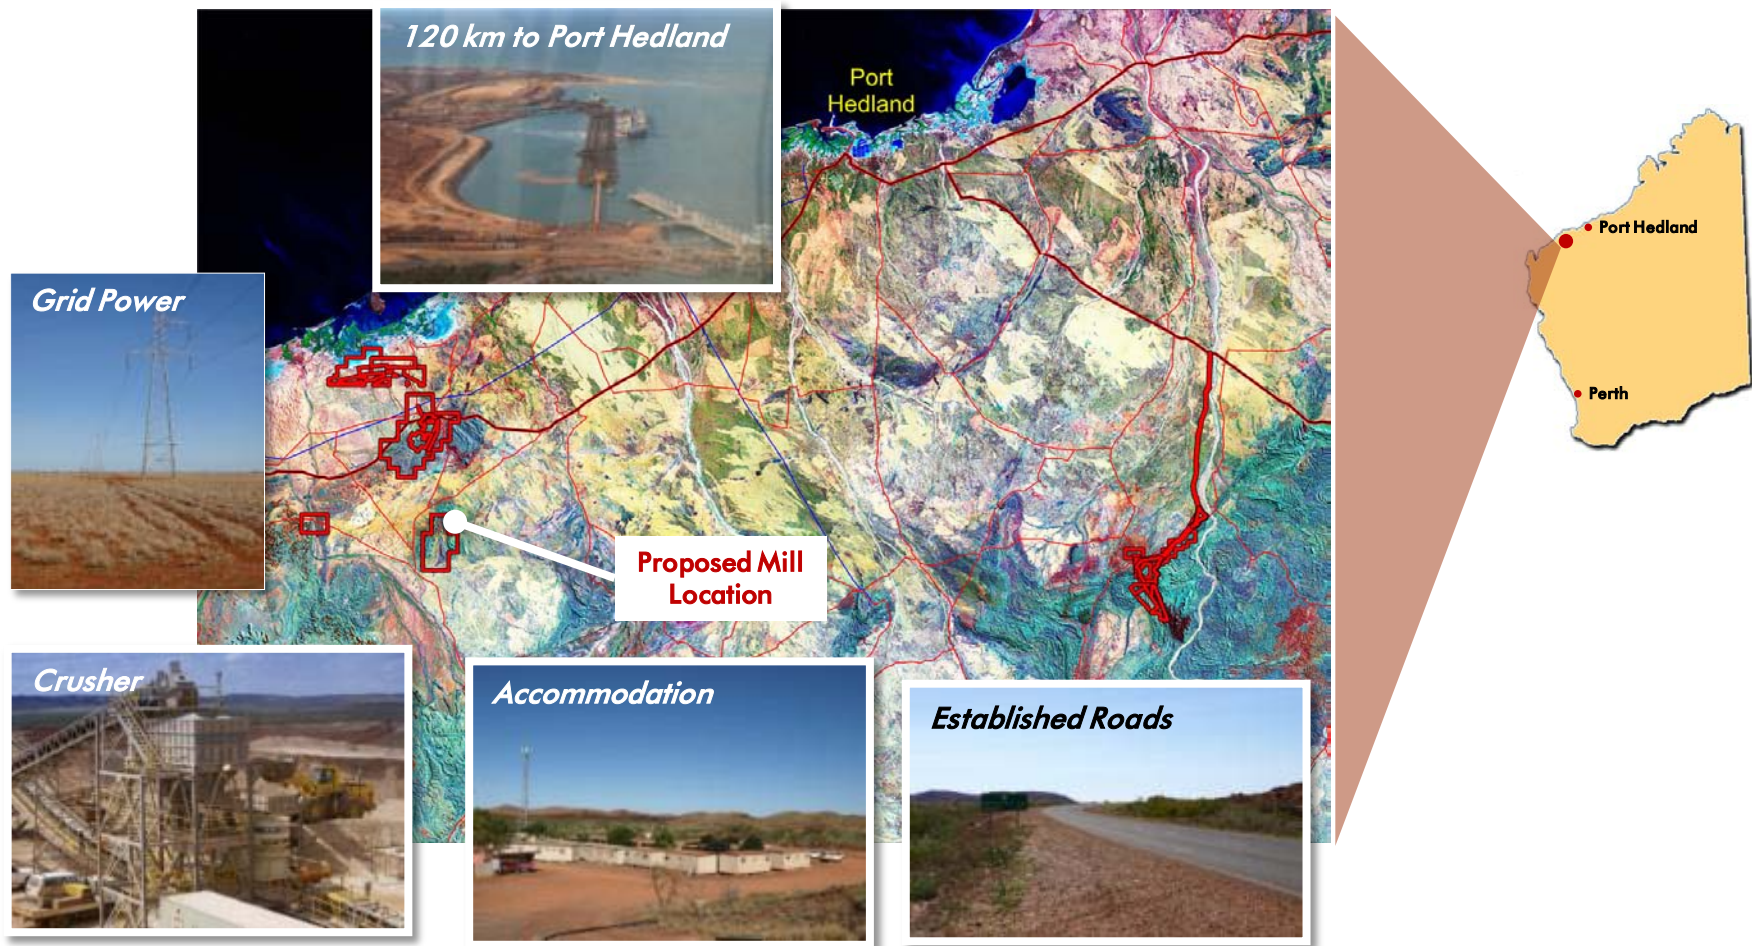 120 km to Port Hedland
Port
Hedland
Port Hedland
Grid Power
Perth
Proposed Mill
Location
Crusher
Accommodation
Established Roads